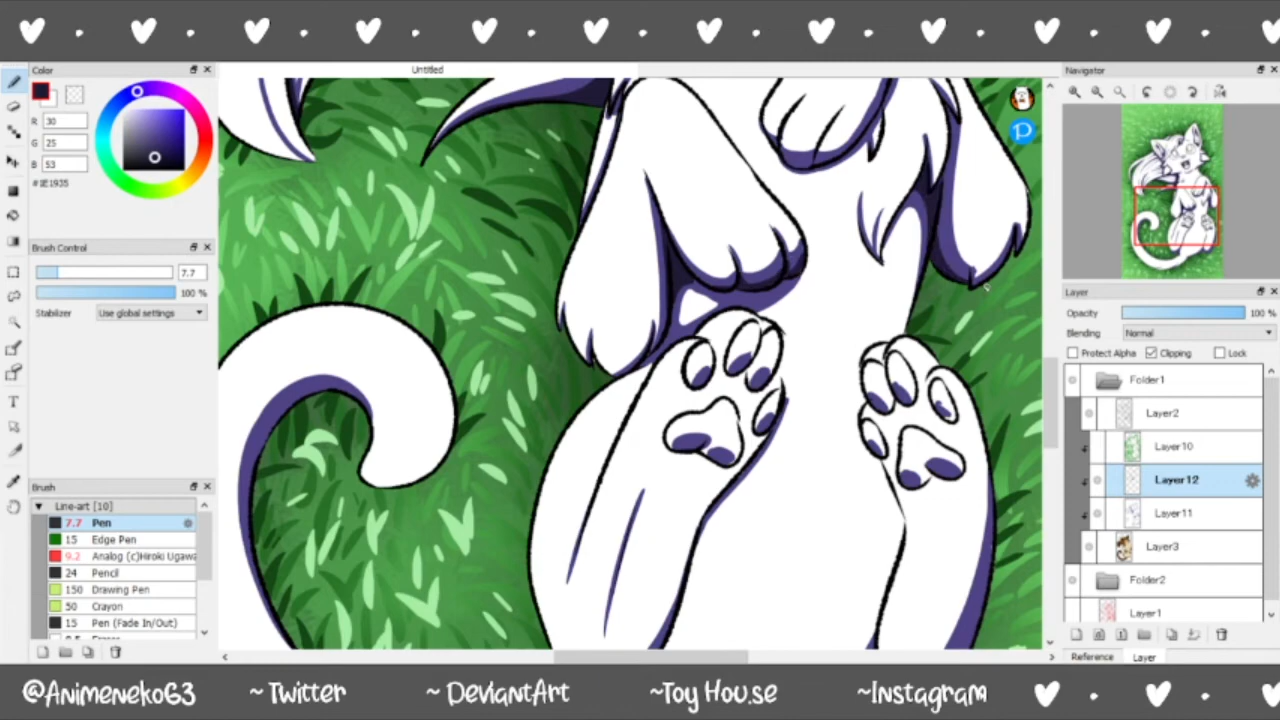 Color
Untitled
Navigator
R 30
G 25
B 53
#1E1935
Brush Control
7.7
100 %
Stabilizer Use global settings
Layer
Opacity 100 %
Blending Normal
Protect Alpha Clipping Lock
Folder1
Layer2
Layer10
Layer12
Layer11
Layer3
Folder2
Layer1
Reference Layer
Brush
Line-art [10]
7.7 Pen
15 Edge Pen
9.2 Analog (c)Hiroki Ugawa
24 Pencil
150 Drawing Pen
50 Crayon
15 Pen (Fade In/Out)
@Animeneko63 ~Twitter ~DeviantArt ~Toy Hou.se ~Instagram